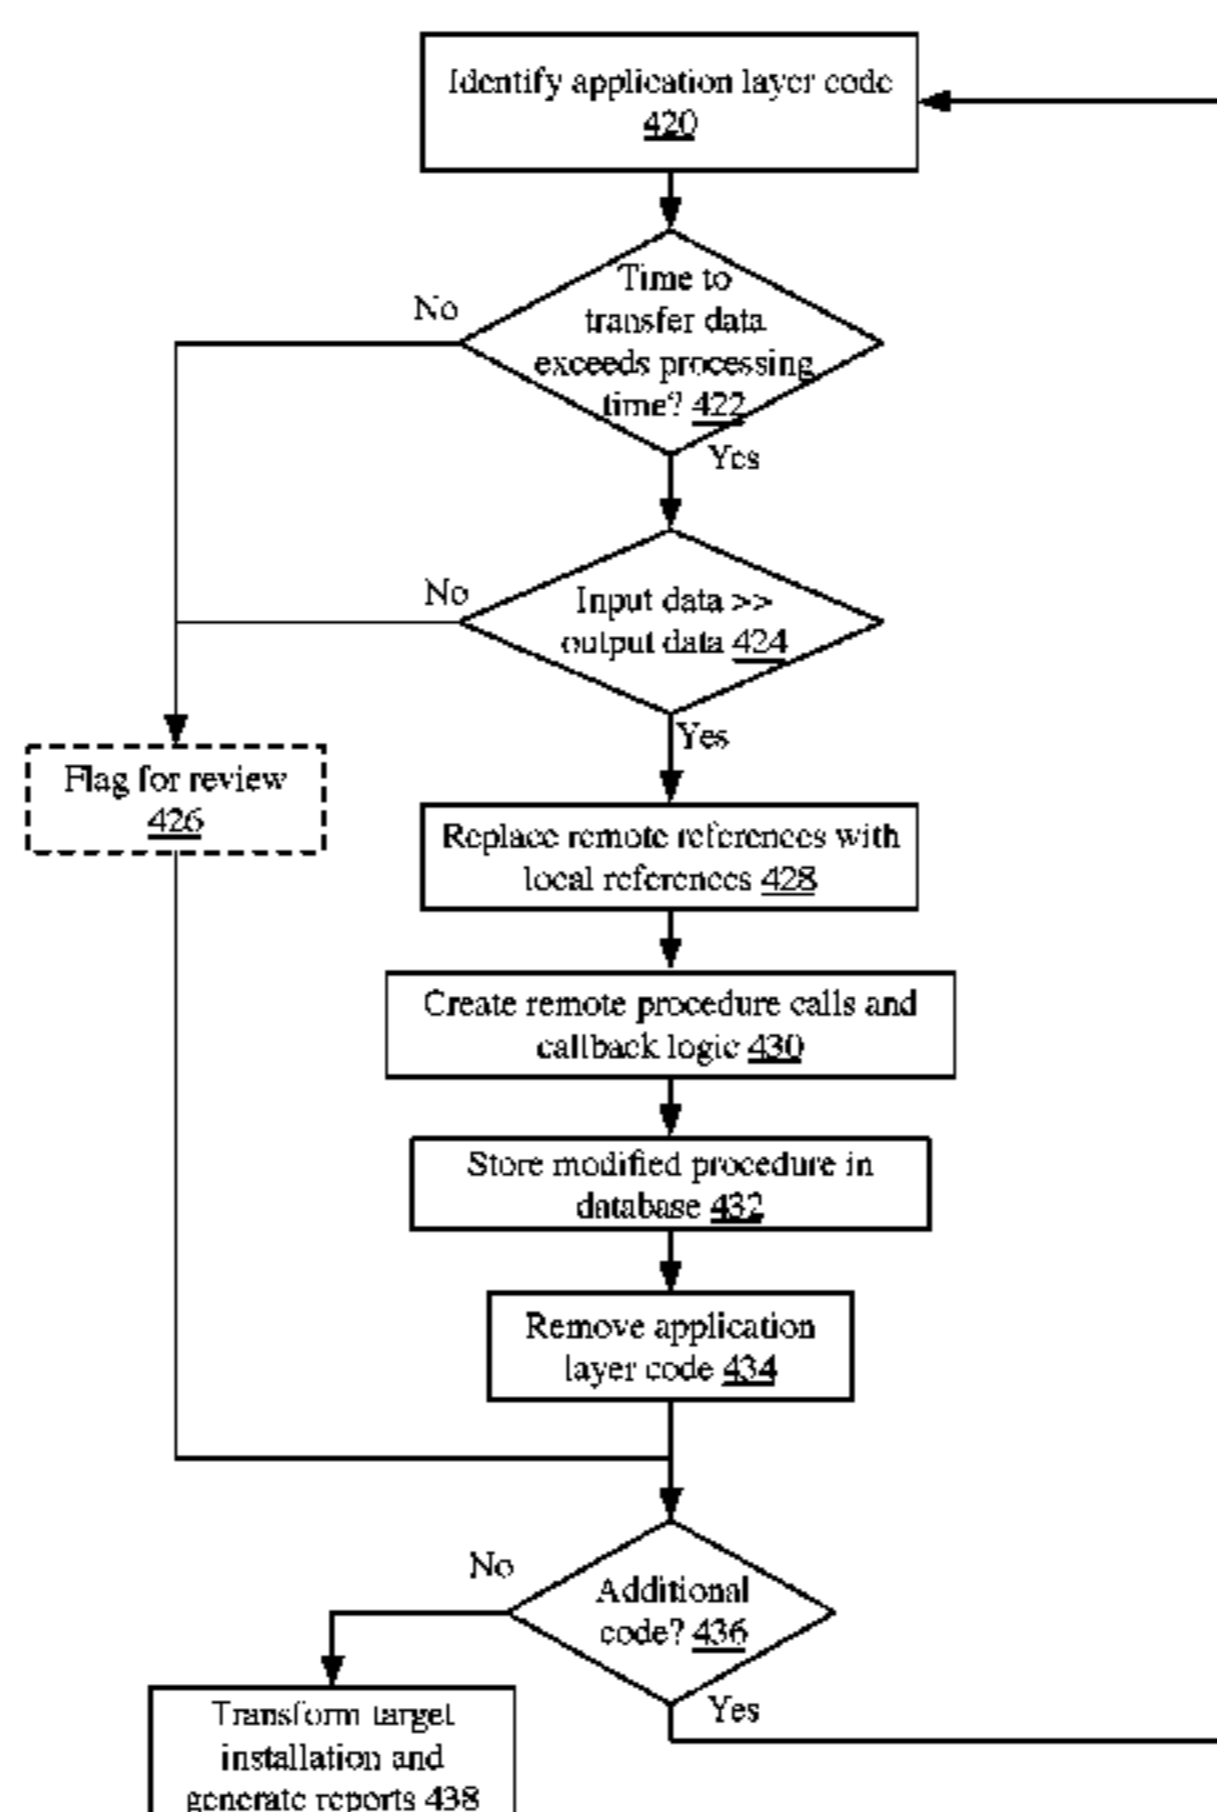 Identify application layer code
420
Time to
transfer data
exceeds processing
time? 422
No
Yes
Input data >>
output data 424
No
Yes
Flag for review
426
Replace remote references with
local references 428
Create remote procedure calls and
callback logic 430
Store modified procedure in
database 432
Remove application
layer code 434
Additional
code? 436
No
Yes
Transform target
installation and
generate reports 438